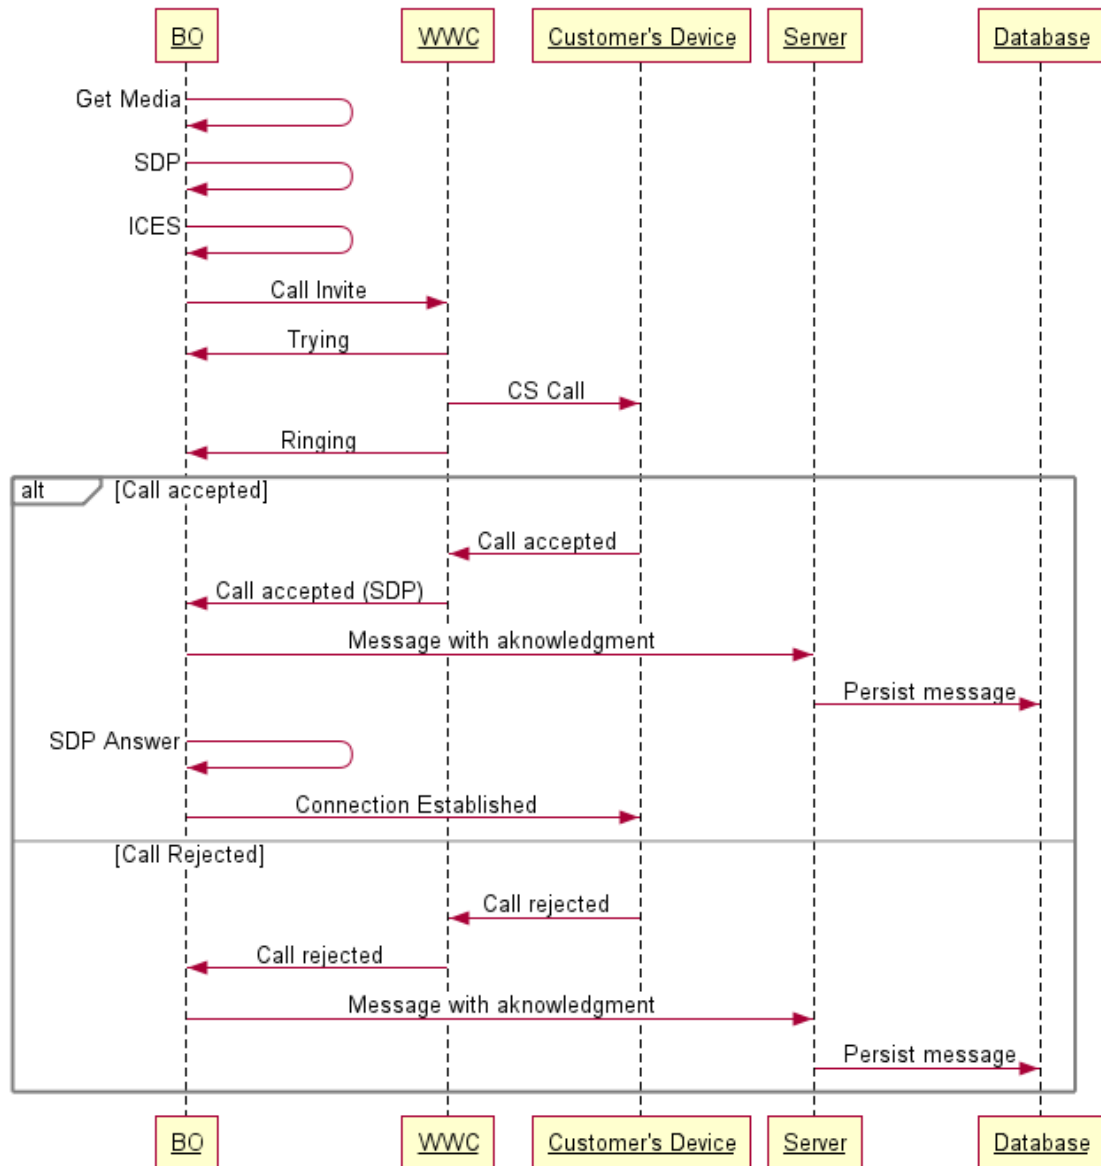 BO WWC Customer's Device Server Database
Get Media
SDP
ICES
Call Invite
Trying
CS Call
Ringing
alt [Call accepted]
Call accepted
Call accepted (SDP)
Message with aknowledgment
Persist message
SDP Answer
Connection Established
[Call Rejected]
Call rejected
Call rejected
Message with aknowledgment
Persist message
BO WWC Customer's Device Server Database